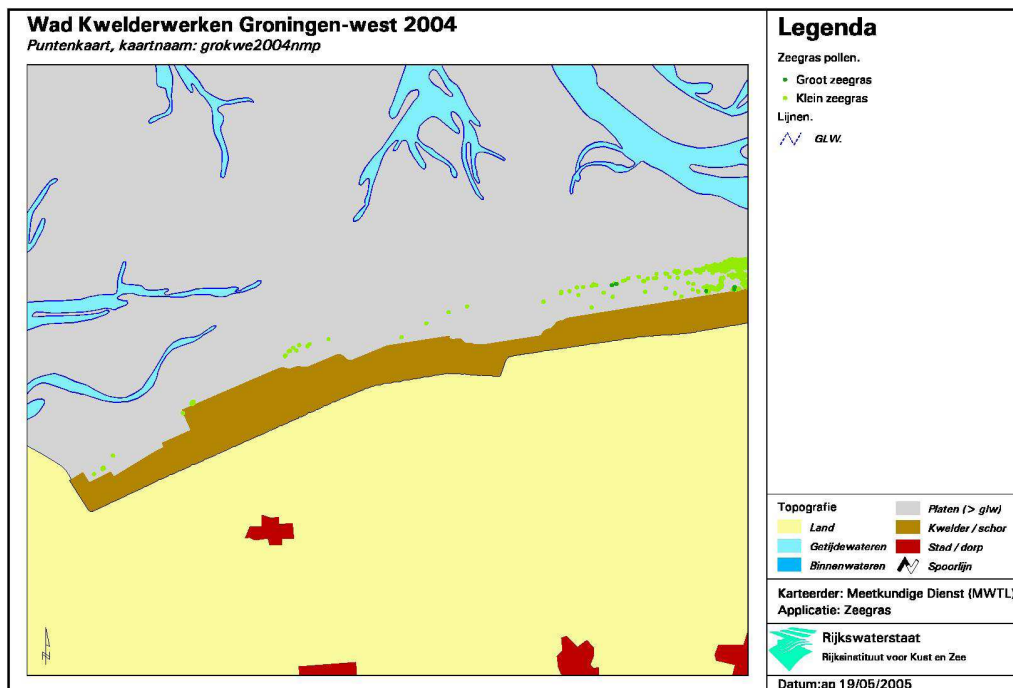 Wad Kwelderwerken Groningen-west 2004
Puntenkaart, kaartnaam: grokwe2004nmp
Legenda
Zeegras pollen.
Groot zeegras
Klein zeegras
Lijnen.
GLW.
N
Topografie
Land
Getijdewateren
Binnenwateren
Platen (> glw)
Kwelder / schor
Stad / dorp
Spoorlijn
Karteerder: Meetkundige Dienst (MWTL)
Applicatie: Zeegras
Rijkswaterstaat
Rijksinstituut voor Kust en Zee
Datum:ap 19/05/2005